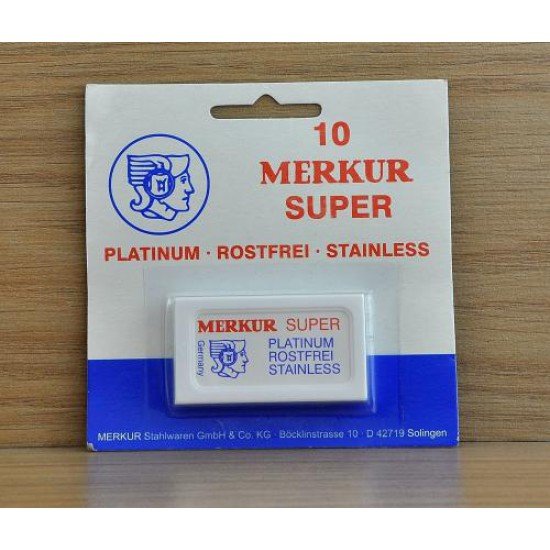 10
MERKUR
SUPER
PLATINUM · ROSTFREI · STAINLESS
MERKUR SUPER
Germany
PLATINUM
ROSTFREI
STAINLESS
MERKUR Stahlwaren GmbH & Co. KG · Böcklinstrasse 10 · D 42719 Solingen